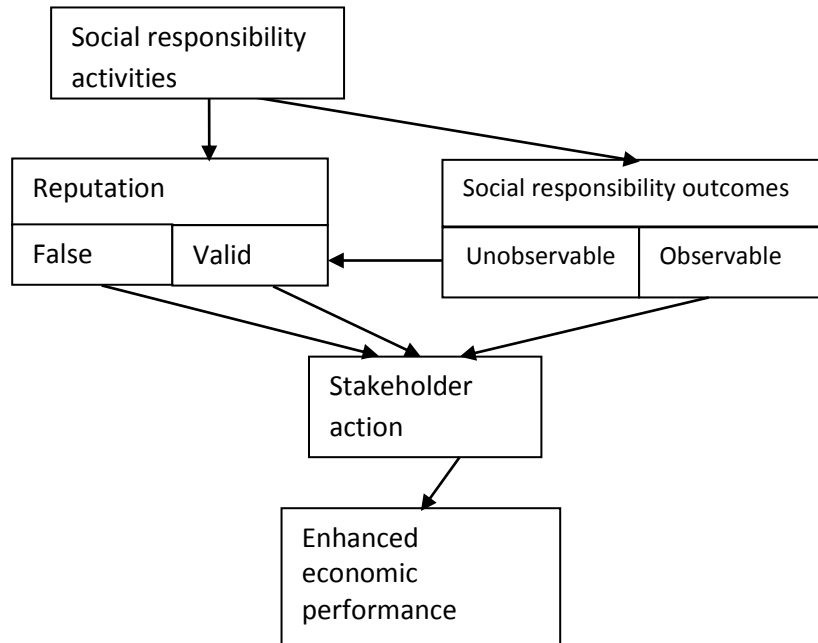 Social responsibility
activities
Reputation
Social responsibility outcomes
False
Valid
Unobservable
Observable
Stakeholder
action
Enhanced
economic
performance